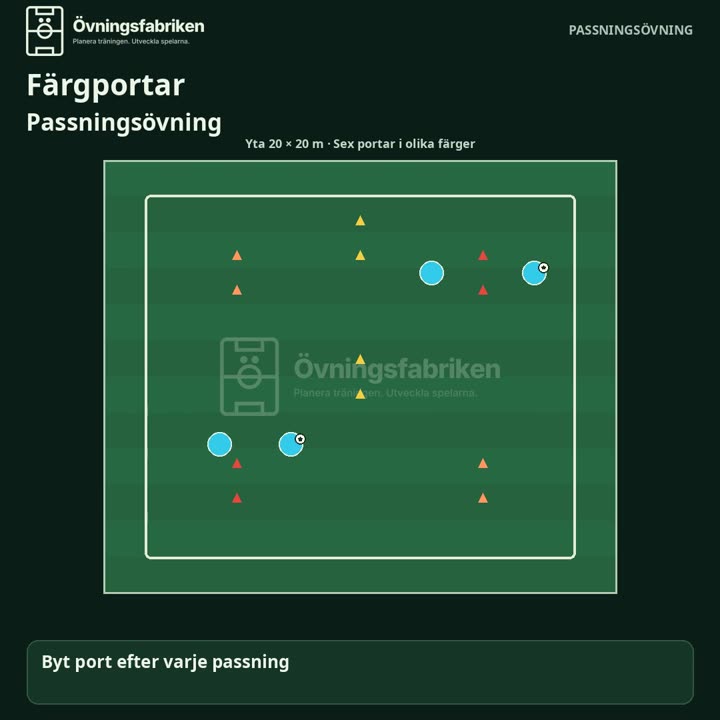 Övningsfabriken
Planera träningen. Utveckla spelarna.
PASSNINGSÖVNING
Färgportar
Passningsövning
Yta 20 × 20 m · Sex portar i olika färger
Övningsfabriken
Planera träningen. Utveckla spelarna.
Byt port efter varje passning